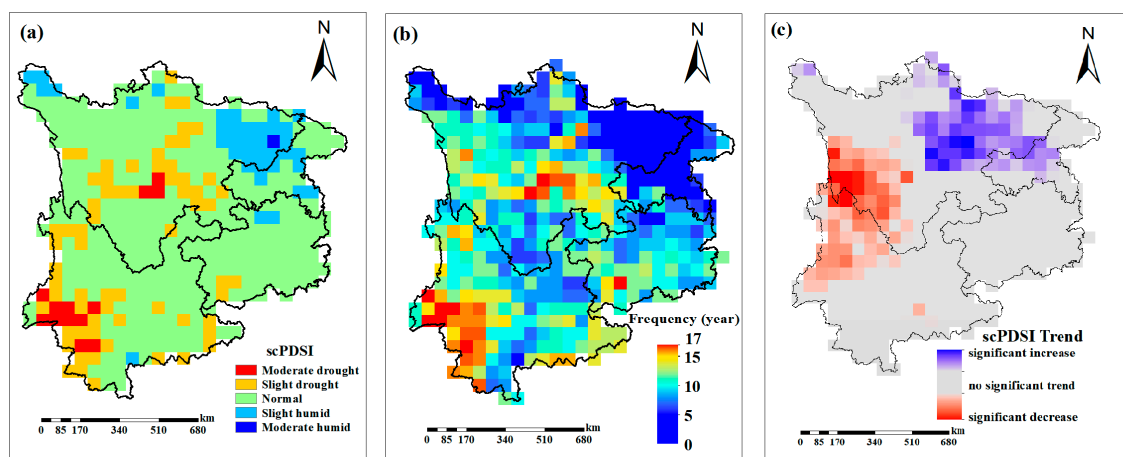 (a)
N
scPDSI
Moderate drought
Slight drought
Normal
Slight humid
Moderate humid
km
0 85 170 340 510 680
(b)
N
Frequency (year)
17
15
10
5
0
km
0 85 170 340 510 680
(c)
N
scPDSI Trend
significant increase
no significant trend
significant decrease
km
0 85 170 340 510 680